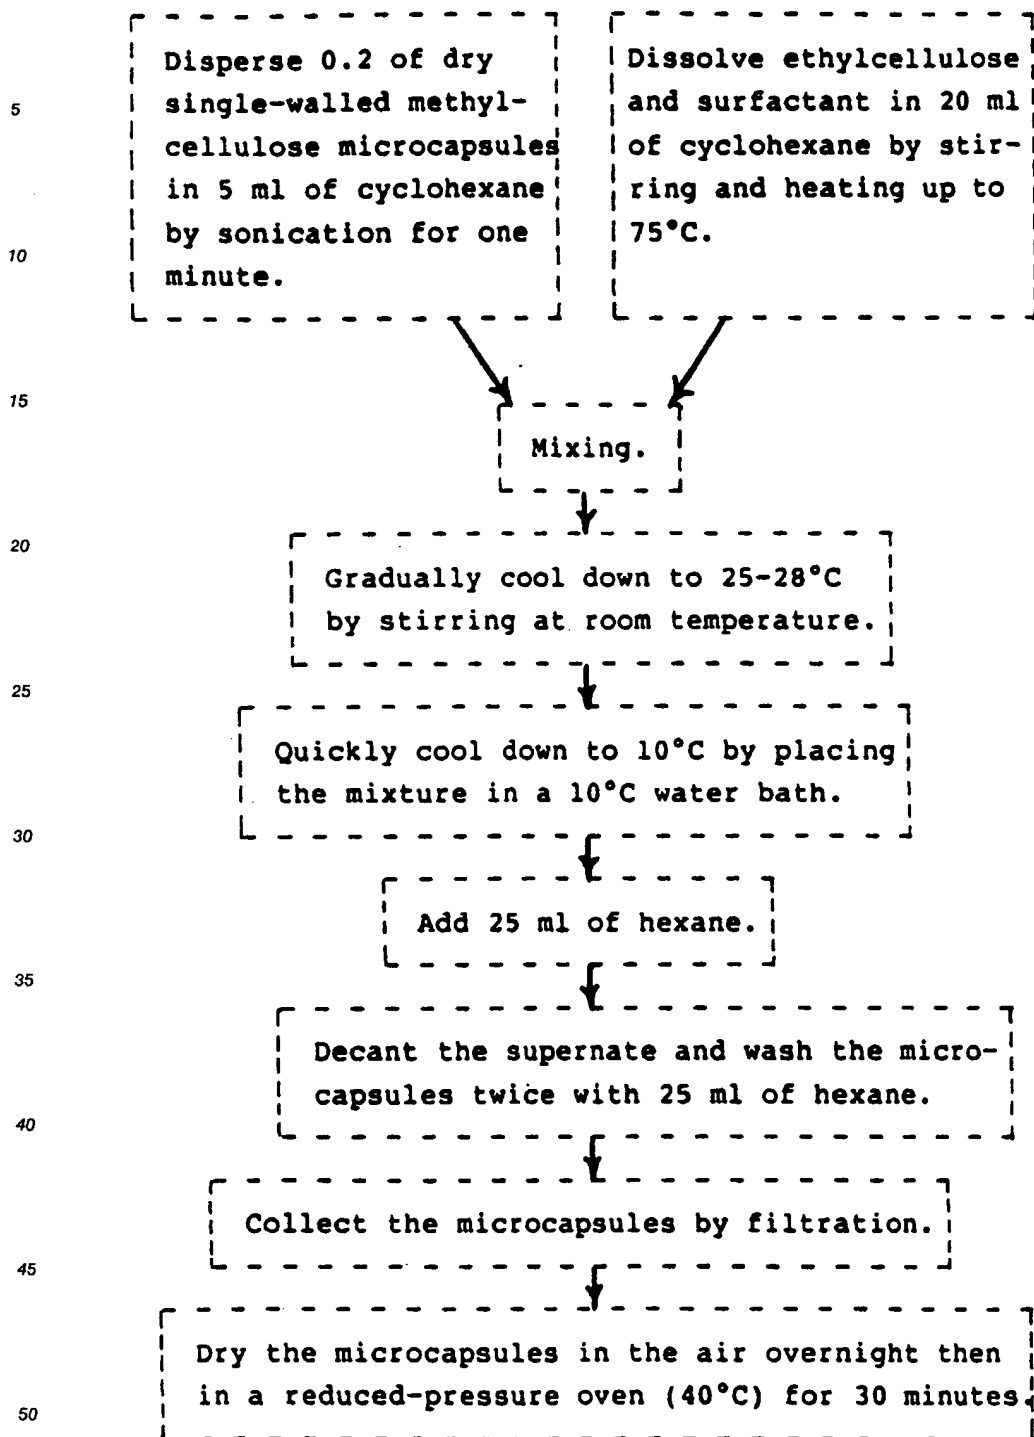 Disperse 0.2 of dry
single-walled methyl-
cellulose microcapsules
in 5 ml of cyclohexane
by sonication for one
minute.
Dissolve ethylcellulose
and surfactant in 20 ml
of cyclohexane by stir-
ring and heating up to
75°C.
Mixing.
Gradually cool down to 25-28°C
by stirring at room temperature.
Quickly cool down to 10°C by placing
the mixture in a 10°C water bath.
Add 25 ml of hexane.
Decant the supernate and wash the micro-
capsules twice with 25 ml of hexane.
Collect the microcapsules by filtration.
Dry the microcapsules in the air overnight then
in a reduced-pressure oven (40°C) for 30 minutes.
5
10
15
20
25
30
35
40
45
50